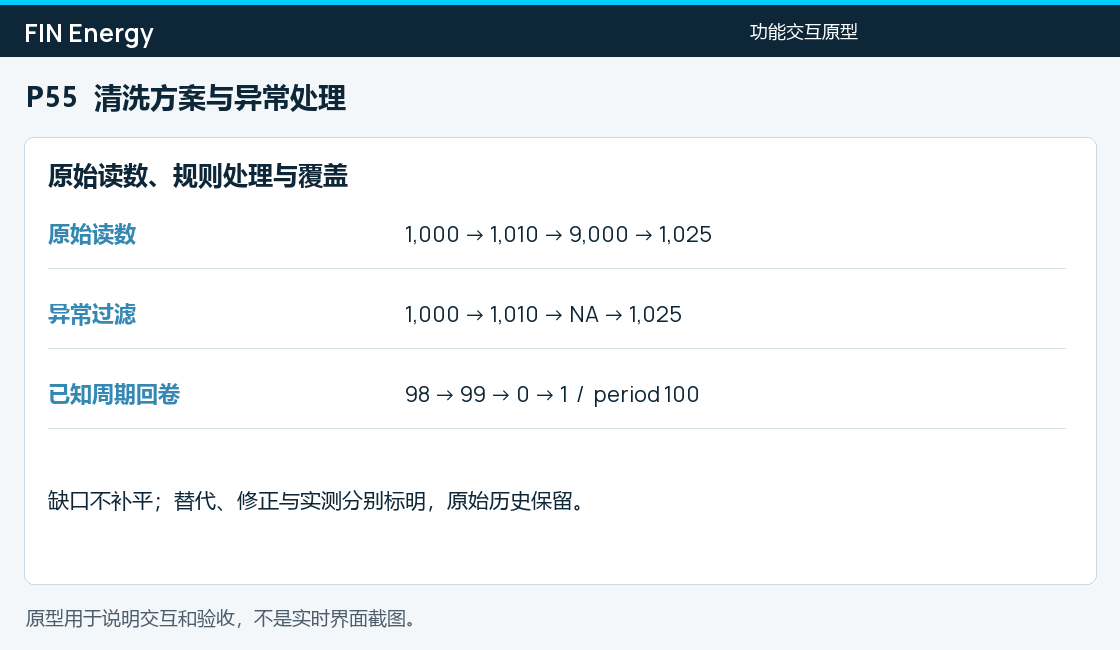 FIN Energy
功能交互原型
P55 清洗方案与异常处理
原始读数、规则处理与覆盖
原始读数 1,000 → 1,010 → 9,000 → 1,025
异常过滤 1,000 → 1,010 → NA → 1,025
已知周期回卷 98 → 99 → 0 → 1 / period 100
缺口不补平；替代、修正与实测分别标明，原始历史保留。
原型用于说明交互和验收，不是实时界面截图。